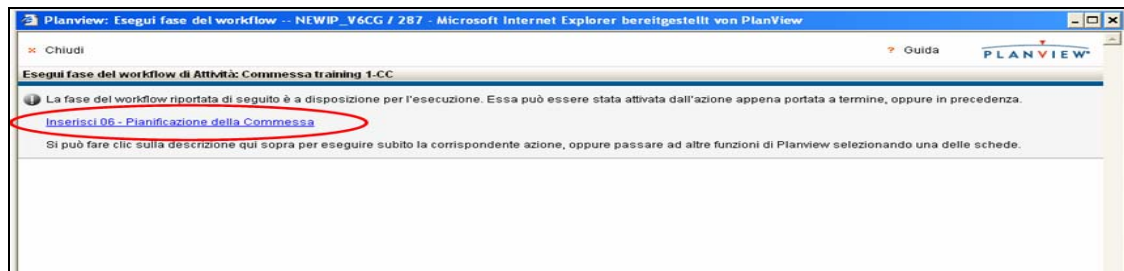 Planview: Esegui fase del workflow -- NEWIP_V6CG / 287 - Microsoft Internet Explorer bereitgestellt von PlanView
Chiudi
? Guida
PLANVIEW
Esegui fase del workflow di Attività: Commessa training 1-CC
La fase del workflow riportata di seguito è a disposizione per l'esecuzione. Essa può essere stata attivata dall'azione appena portata a termine, oppure in precedenza.
Inserisci 06 - Pianificazione della Commessa
Si può fare clic sulla descrizione qui sopra per eseguire subito la corrispondente azione, oppure passare ad altre funzioni di Planview selezionando una delle schede.